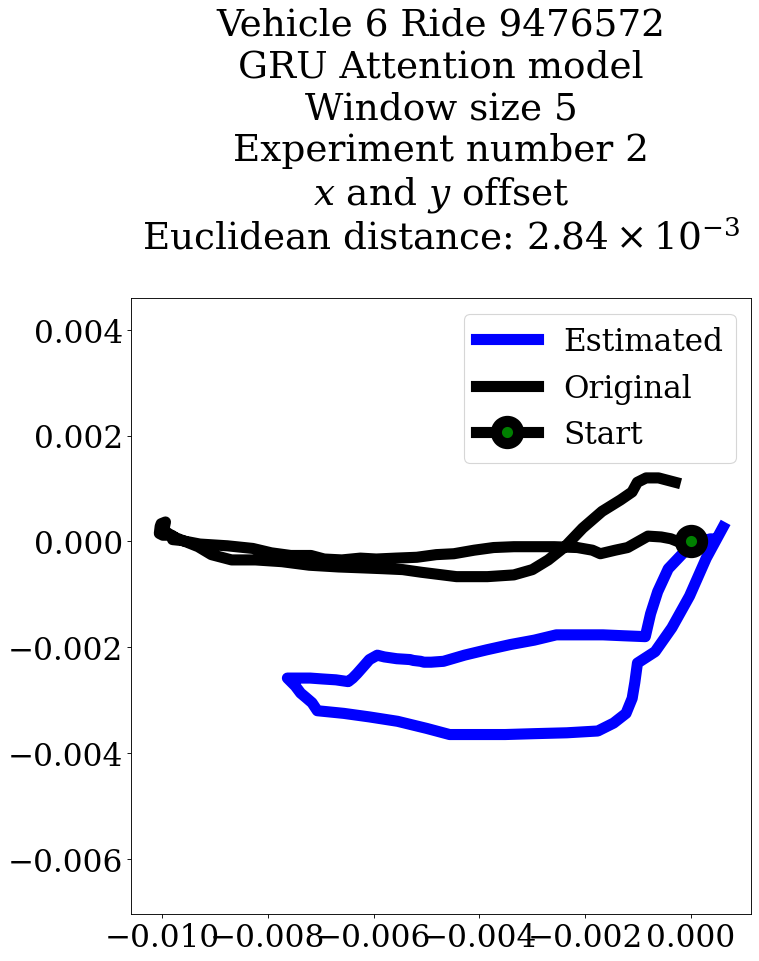 Vehicle 6 Ride 9476572
GRU Attention model
Window size 5
Experiment number 2
x and y offset
Euclidean distance: 2.84 × 10⁻³
Estimated
Original
Start
0.004
0.002
0.000
−0.002
−0.004
−0.006
−0.010 −0.008 −0.006 −0.004 −0.002 0.000